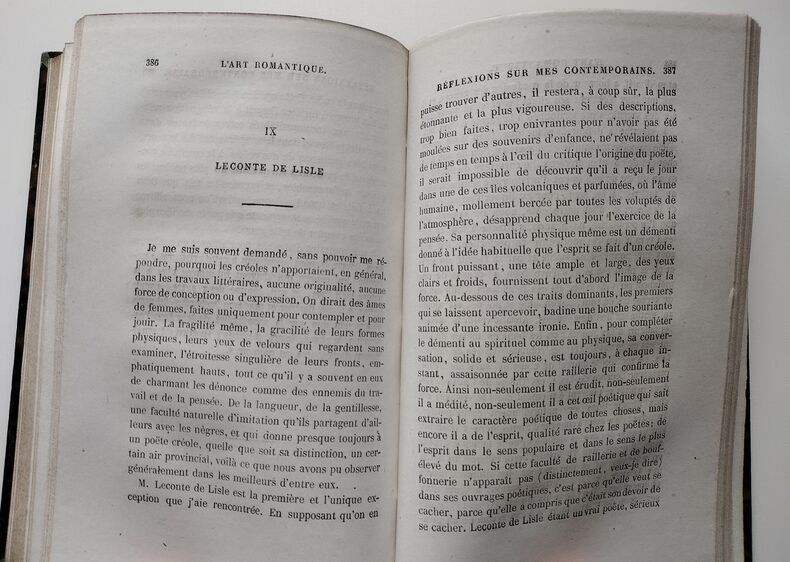 386 L'ART ROMANTIQUE.
IX
LECONTE DE LISLE
Je me suis souvent demandé, sans pouvoir me ré-
pondre, pourquoi les créoles n'apportaient, en général,
dans les travaux littéraires, aucune originalité, aucune
force de conception ou d'expression. On dirait des âmes
de femmes, faites uniquement pour contempler et pour
jouir. La fragilité même, la gracilité de leurs formes
physiques, leurs yeux de velours qui regardent sans
examiner, l'étroitesse singulière de leurs fronts, em-
phatiquement hauts, tout ce qu'il y a souvent en eux
de charmant les dénonce comme des ennemis du tra-
vail et de la pensée. De la langueur, de la gentillesse,
une faculté naturelle d'imitation qu'ils partagent d'ail-
leurs avec les nègres, et qui donne presque toujours à
un poëte créole, quelle que soit sa distinction, un cer-
tain air provincial, voilà ce que nous avons pu observer
généralement dans les meilleurs d'entre eux.
M. Leconte de Lisle est la première et l'unique ex-
ception que j'aie rencontrée. En supposant qu'on en
RÉFLEXIONS SUR MES CONTEMPORAINS. 387
puisse trouver d'autres, il restera, à coup sûr, la plus
étonnante et la plus vigoureuse. Si des descriptions,
trop bien faites, trop enivrantes pour n'avoir pas été
moulées sur des souvenirs d'enfance, ne révélaient pas
de temps en temps à l'œil du critique l'origine du poëte,
il serait impossible de découvrir qu'il a reçu le jour
dans une de ces îles volcaniques et parfumées, où l'âme
humaine, mollement bercée par toutes les voluptés de
l'atmosphère, désapprend chaque jour l'exercice de la
pensée. Sa personnalité physique même est un démenti
donné à l'idée habituelle que l'esprit se fait d'un créole.
Un front puissant, une tête ample et large, des yeux
clairs et froids, fournissent tout d'abord l'image de la
force. Au-dessous de ces traits dominants, les premiers
qui se laissent apercevoir, badine une bouche souriante
animée d'une incessante ironie. Enfin, pour compléter
le démenti au spirituel comme au physique, sa conver-
sation, solide et sérieuse, est toujours, à chaque in-
stant, assaisonnée par cette raillerie qui confirme la
force. Ainsi non-seulement il est érudit, non-seulement
il a médité, non-seulement il a cet œil poétique qui sait
extraire le caractère poétique de toutes choses, mais
encore il a de l'esprit, qualité rare chez les poëtes; de
l'esprit dans le sens populaire et dans le sens le plus
élevé du mot. Si cette faculté de raillerie et de bouf-
fonnerie n'apparaît pas (distinctement, veux-je dire)
dans ses ouvrages poétiques, c'est parce qu'elle veut se
cacher, parce qu'elle a compris que c'était son devoir de
se cacher. Leconte de Lisle étant un vrai poëte, sérieux